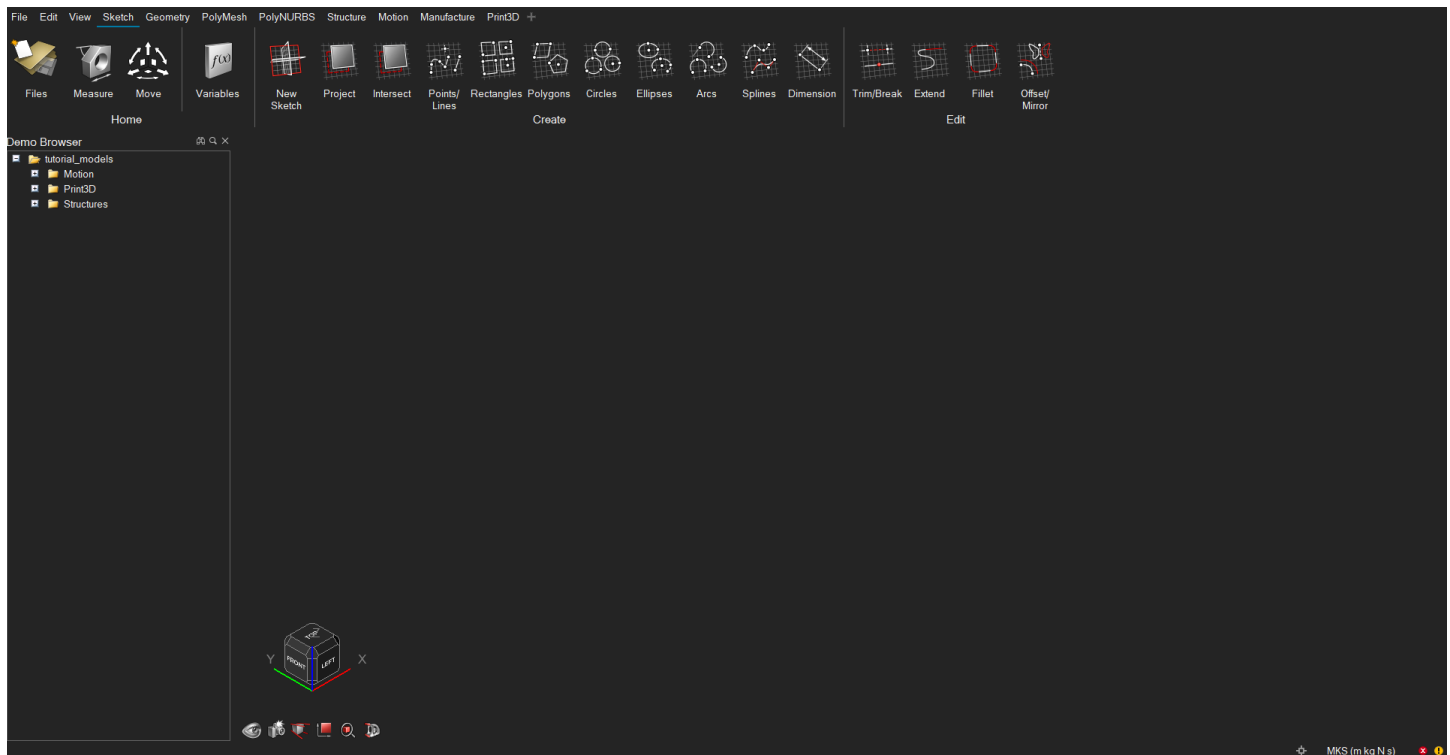 File Edit View Sketch Geometry PolyMesh PolyNURBS Structure Motion Manufacture Print3D
f(x)
Files Measure Move Variables New Sketch Project Intersect Points/ Lines Rectangles Polygons Circles Ellipses Arcs Splines Dimension Trim/Break Extend Fillet Offset/ Mirror
Home Create Edit
Demo Browser
tutorial_models
Motion
Print3D
Structures
TOP
FRONT LEFT
Y X
MKS (m kg N s)